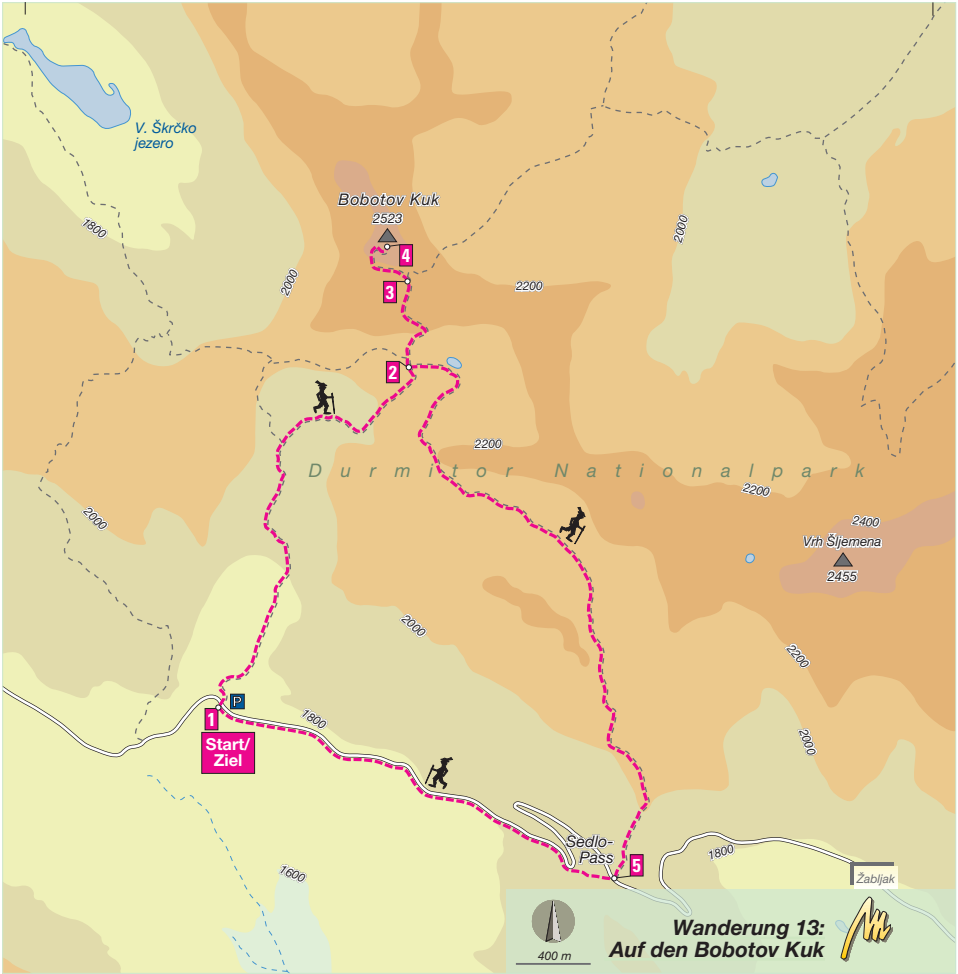 V. Škrčko
jezero
Bobotov Kuk
2523
4
1800
2000
2000
3
2200
2
2200
Durmitor Nationalpark
2200
2400
2000
Vrh Šljemena
2455
2000
2200
P
1
1800
Start/
Ziel
2000
Sedlo-
Pass
5
1800
1600
Žabljak
400 m
Wanderung 13:
Auf den Bobotov Kuk